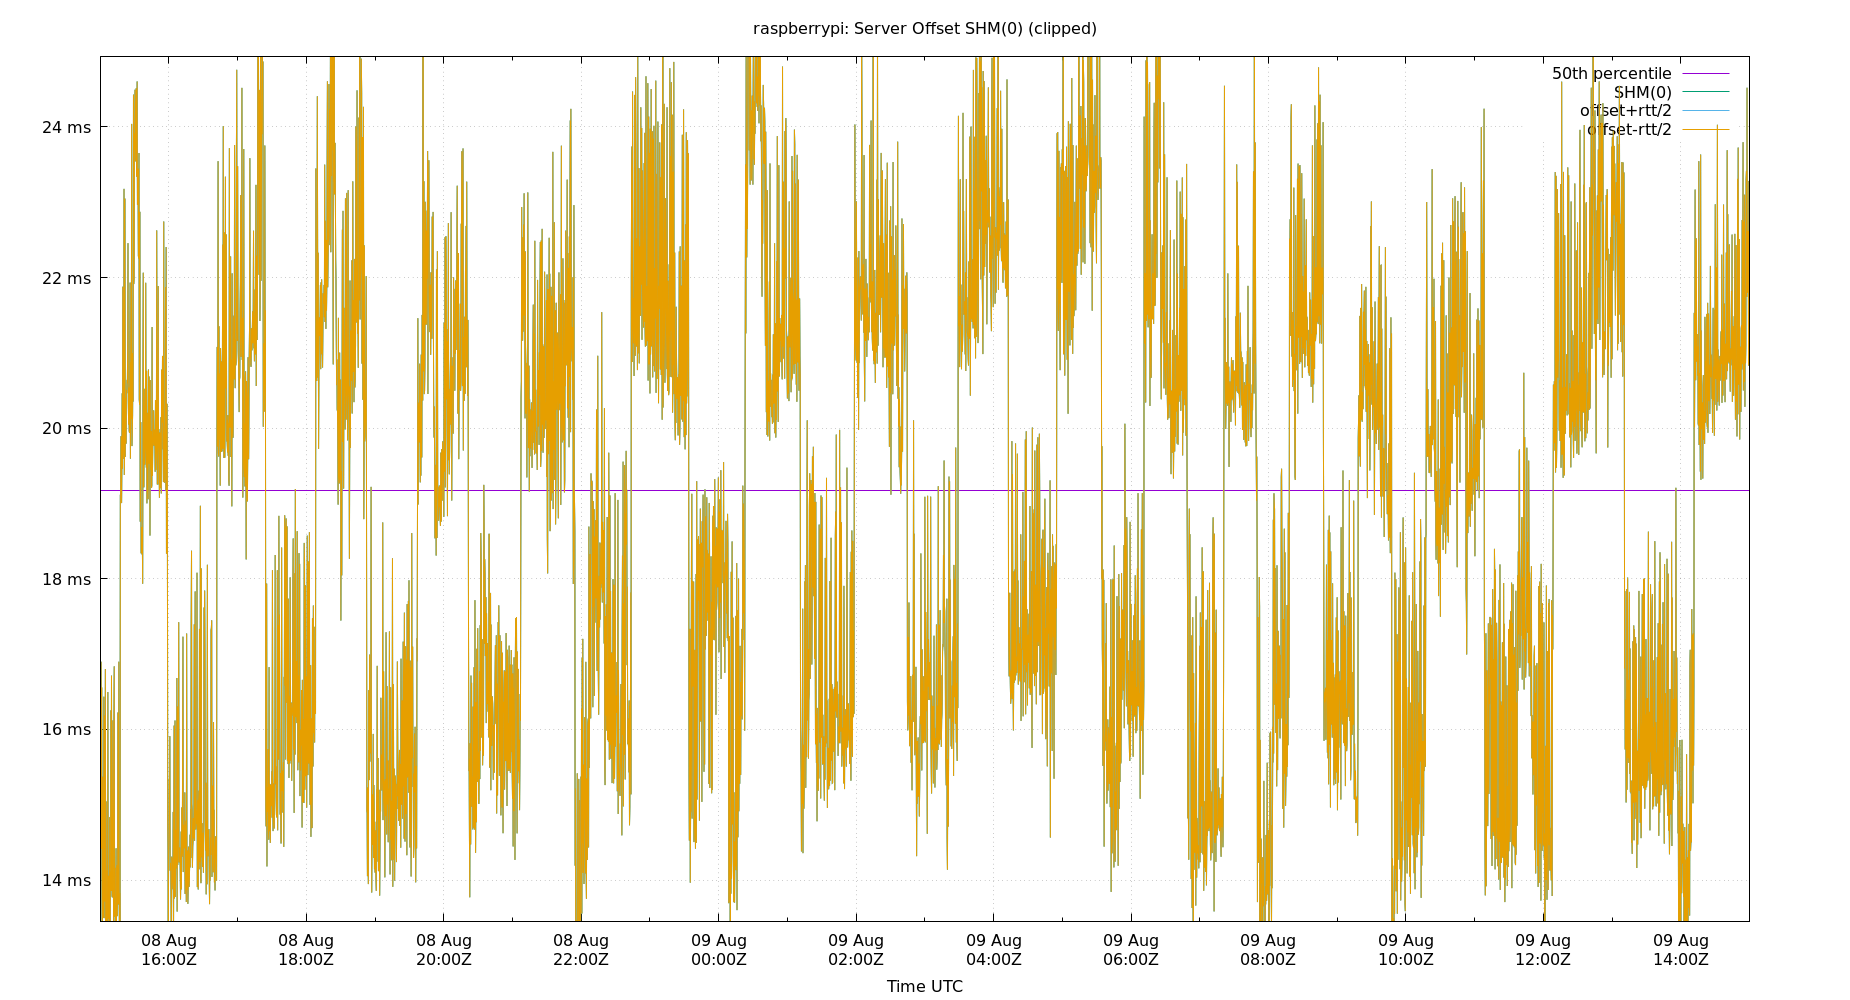 raspberrypi: Server Offset SHM(0) (clipped)
50th percentile
SHM(0)
offset+rtt/2
offset-rtt/2
24 ms
22 ms
20 ms
18 ms
16 ms
14 ms
08 Aug 08 Aug 08 Aug 08 Aug 09 Aug 09 Aug 09 Aug 09 Aug 09 Aug 09 Aug 09 Aug 09 Aug
16:00Z 18:00Z 20:00Z 22:00Z 00:00Z 02:00Z 04:00Z 06:00Z 08:00Z 10:00Z 12:00Z 14:00Z
Time UTC